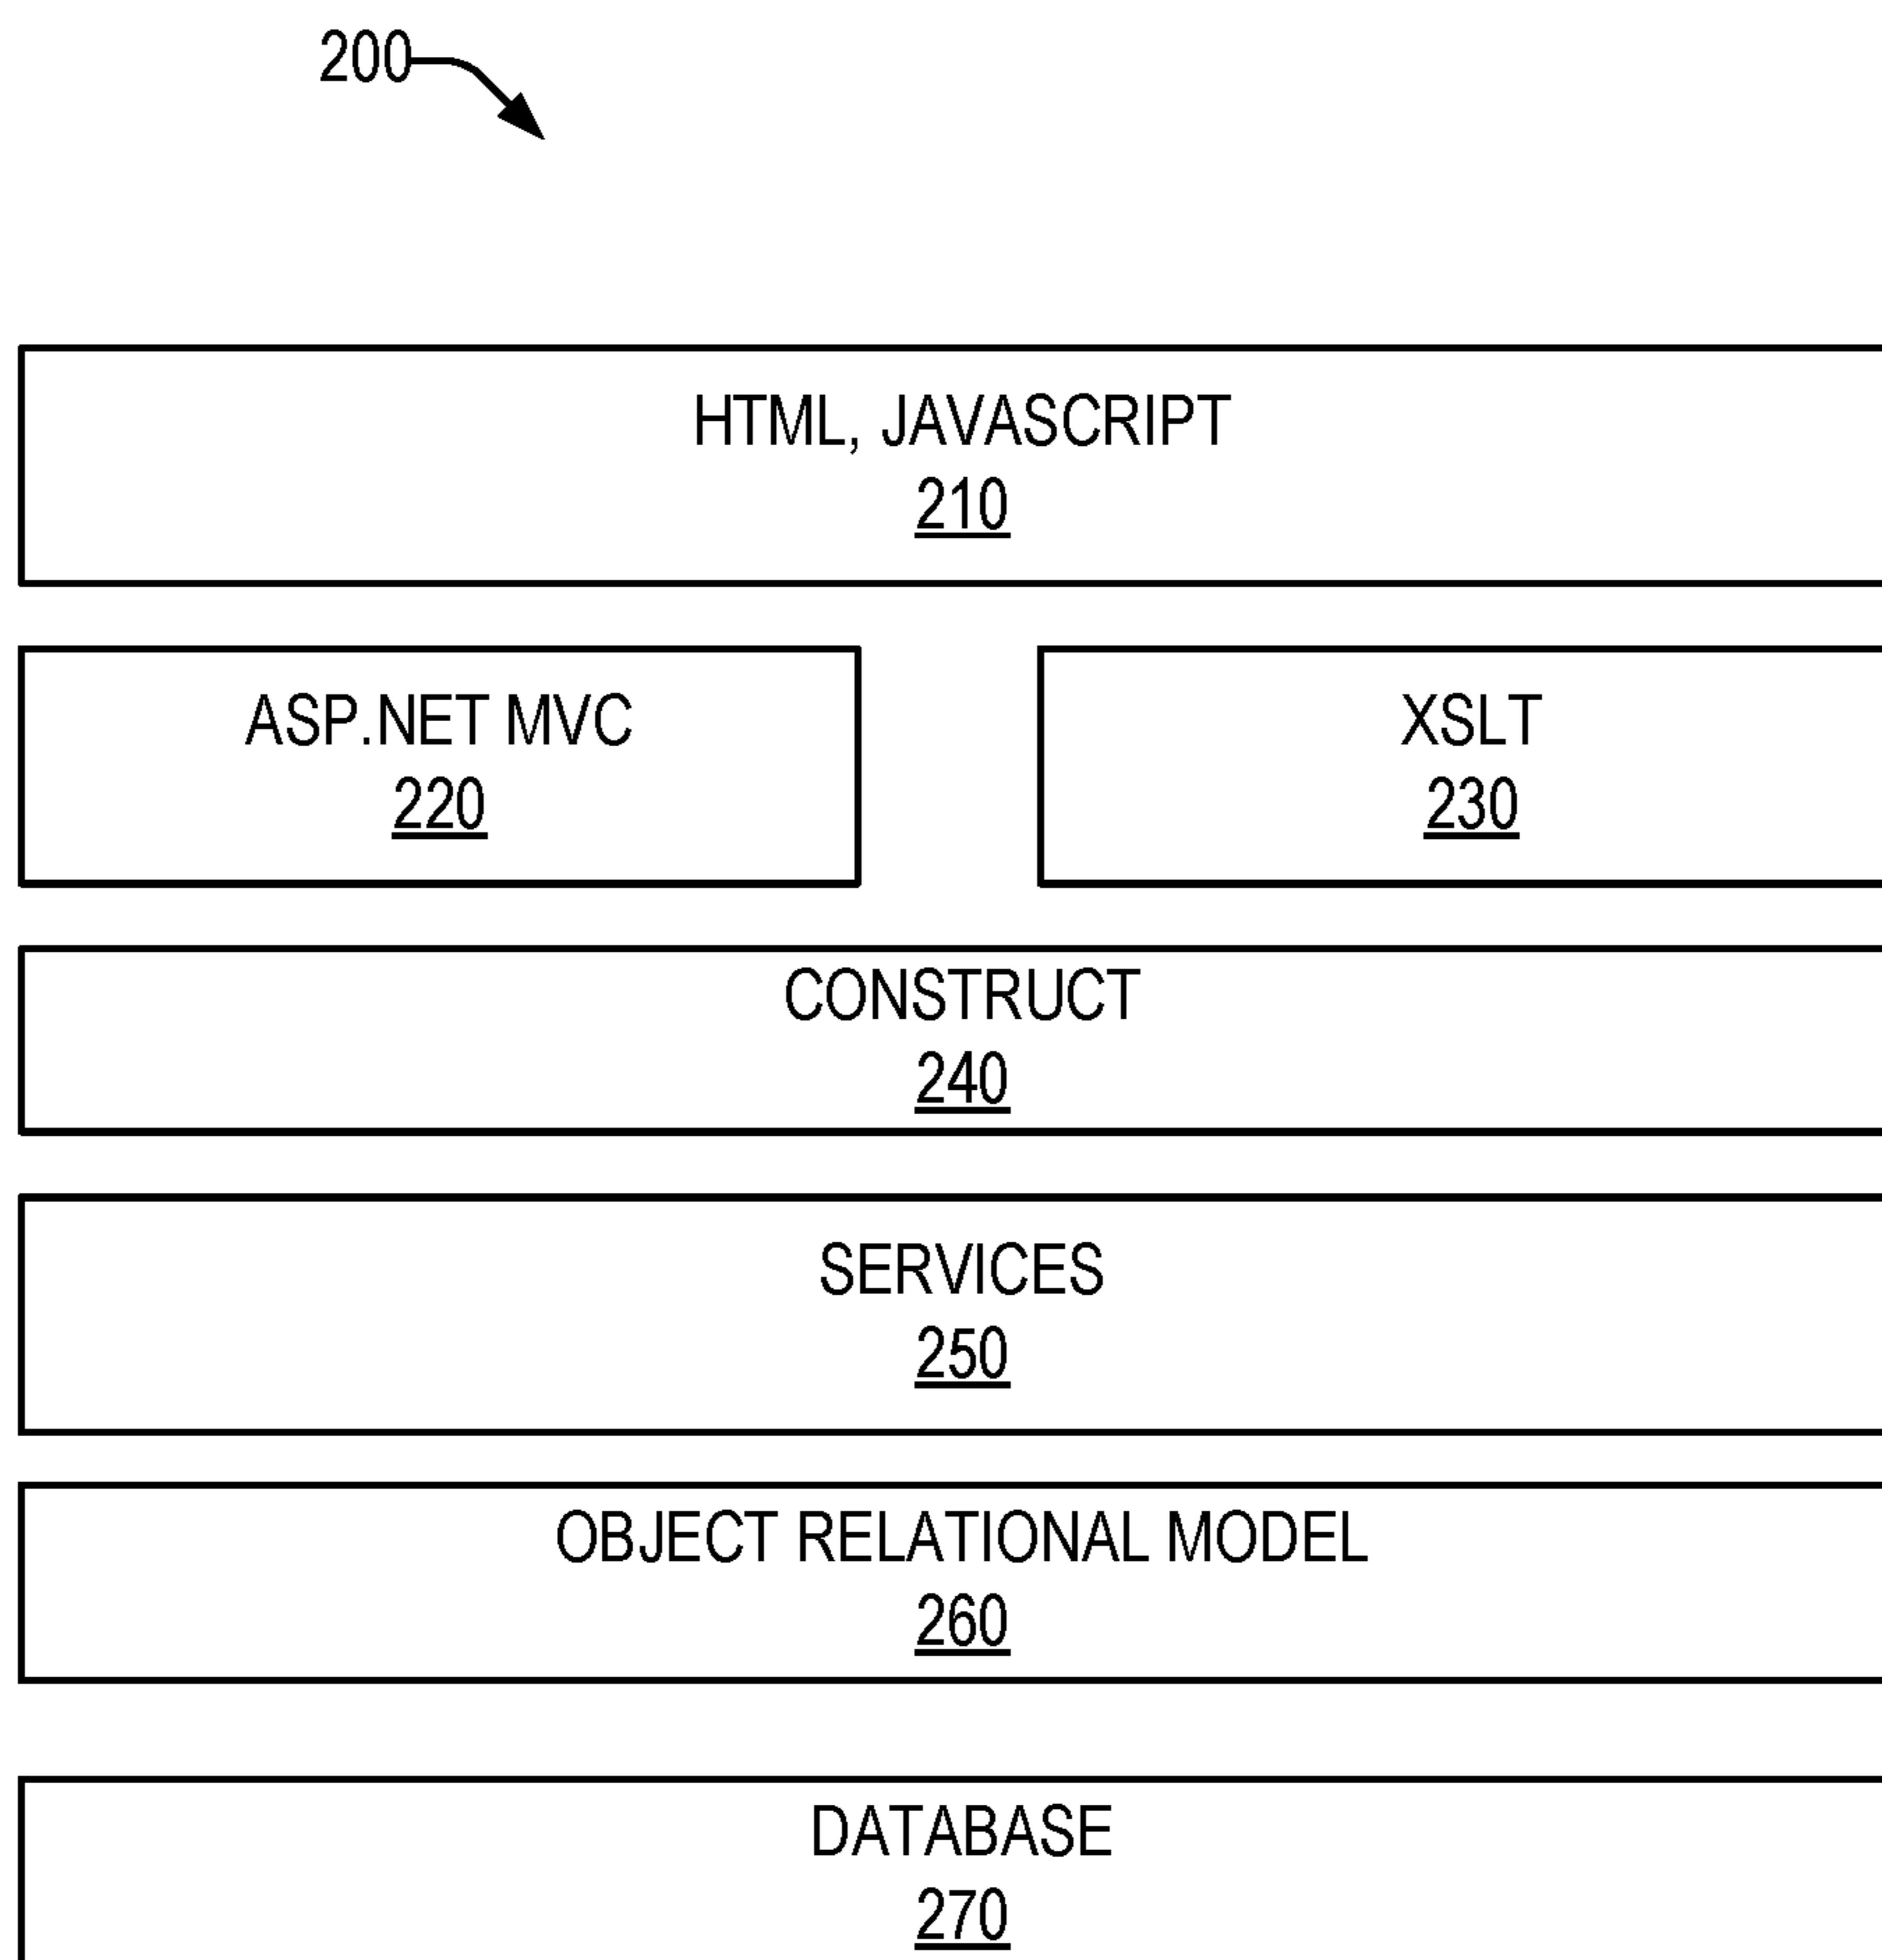 200
HTML, JAVASCRIPT
210
ASP.NET MVC
220
XSLT
230
CONSTRUCT
240
SERVICES
250
OBJECT RELATIONAL MODEL
260
DATABASE
270